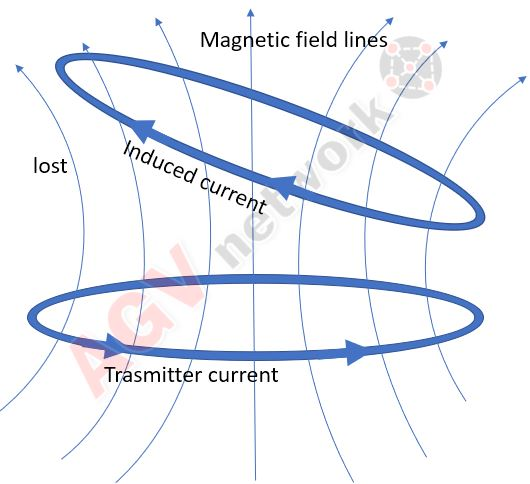 Magnetic field lines
lost
Induced current
AGV network
Trasmitter current